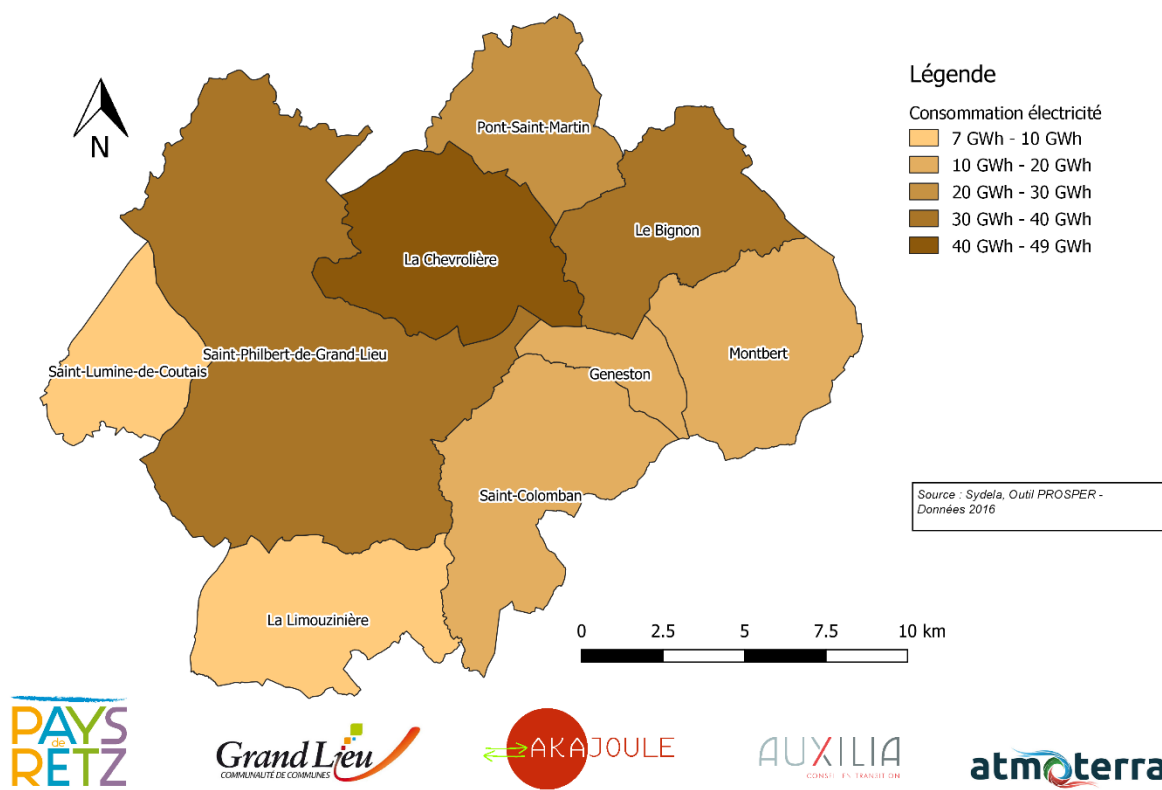 Légende
Consommation électricité
7 GWh - 10 GWh
10 GWh - 20 GWh
20 GWh - 30 GWh
30 GWh - 40 GWh
40 GWh - 49 GWh
N
Pont-Saint-Martin
Le Bignon
La Chevrolière
Montbert
Saint-Philbert-de-Grand-Lieu
Saint-Lumine-de-Coutais
Geneston
Saint-Colomban
La Limouzinière
Source : Sydela, Outil PROSPER -
Données 2016
0 2.5 5 7.5 10 km
PAYS
de
RETZ
Grand Lieu
COMMUNAUTÉ DE COMMUNES
AKAJOULE
AUXILIA
CONSEIL EN TRANSITION
atmoterra